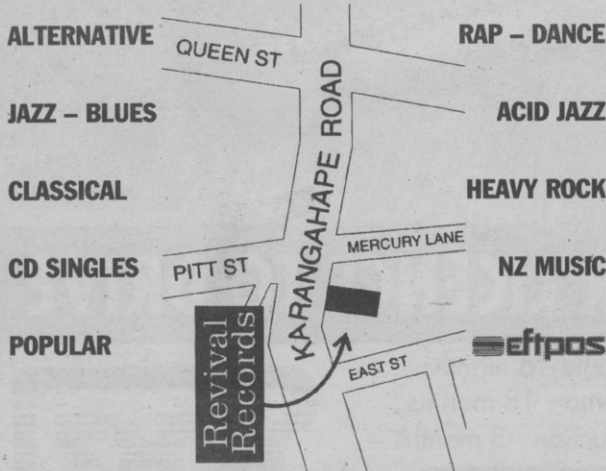 ALTERNATIVE
JAZZ – BLUES
CLASSICAL
CD SINGLES
POPULAR
QUEEN ST
KARANGAHAPE ROAD
MERCURY LANE
PITT ST
EAST ST
Revival
Records
RAP – DANCE
ACID JAZZ
HEAVY ROCK
NZ MUSIC
eftpos